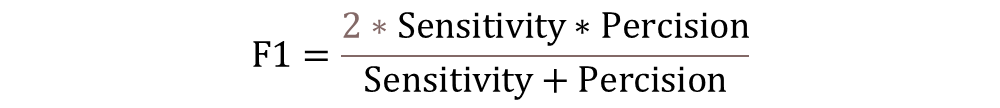 F1 = 2 * Sensitivity * Percision
Sensitivity + Percision